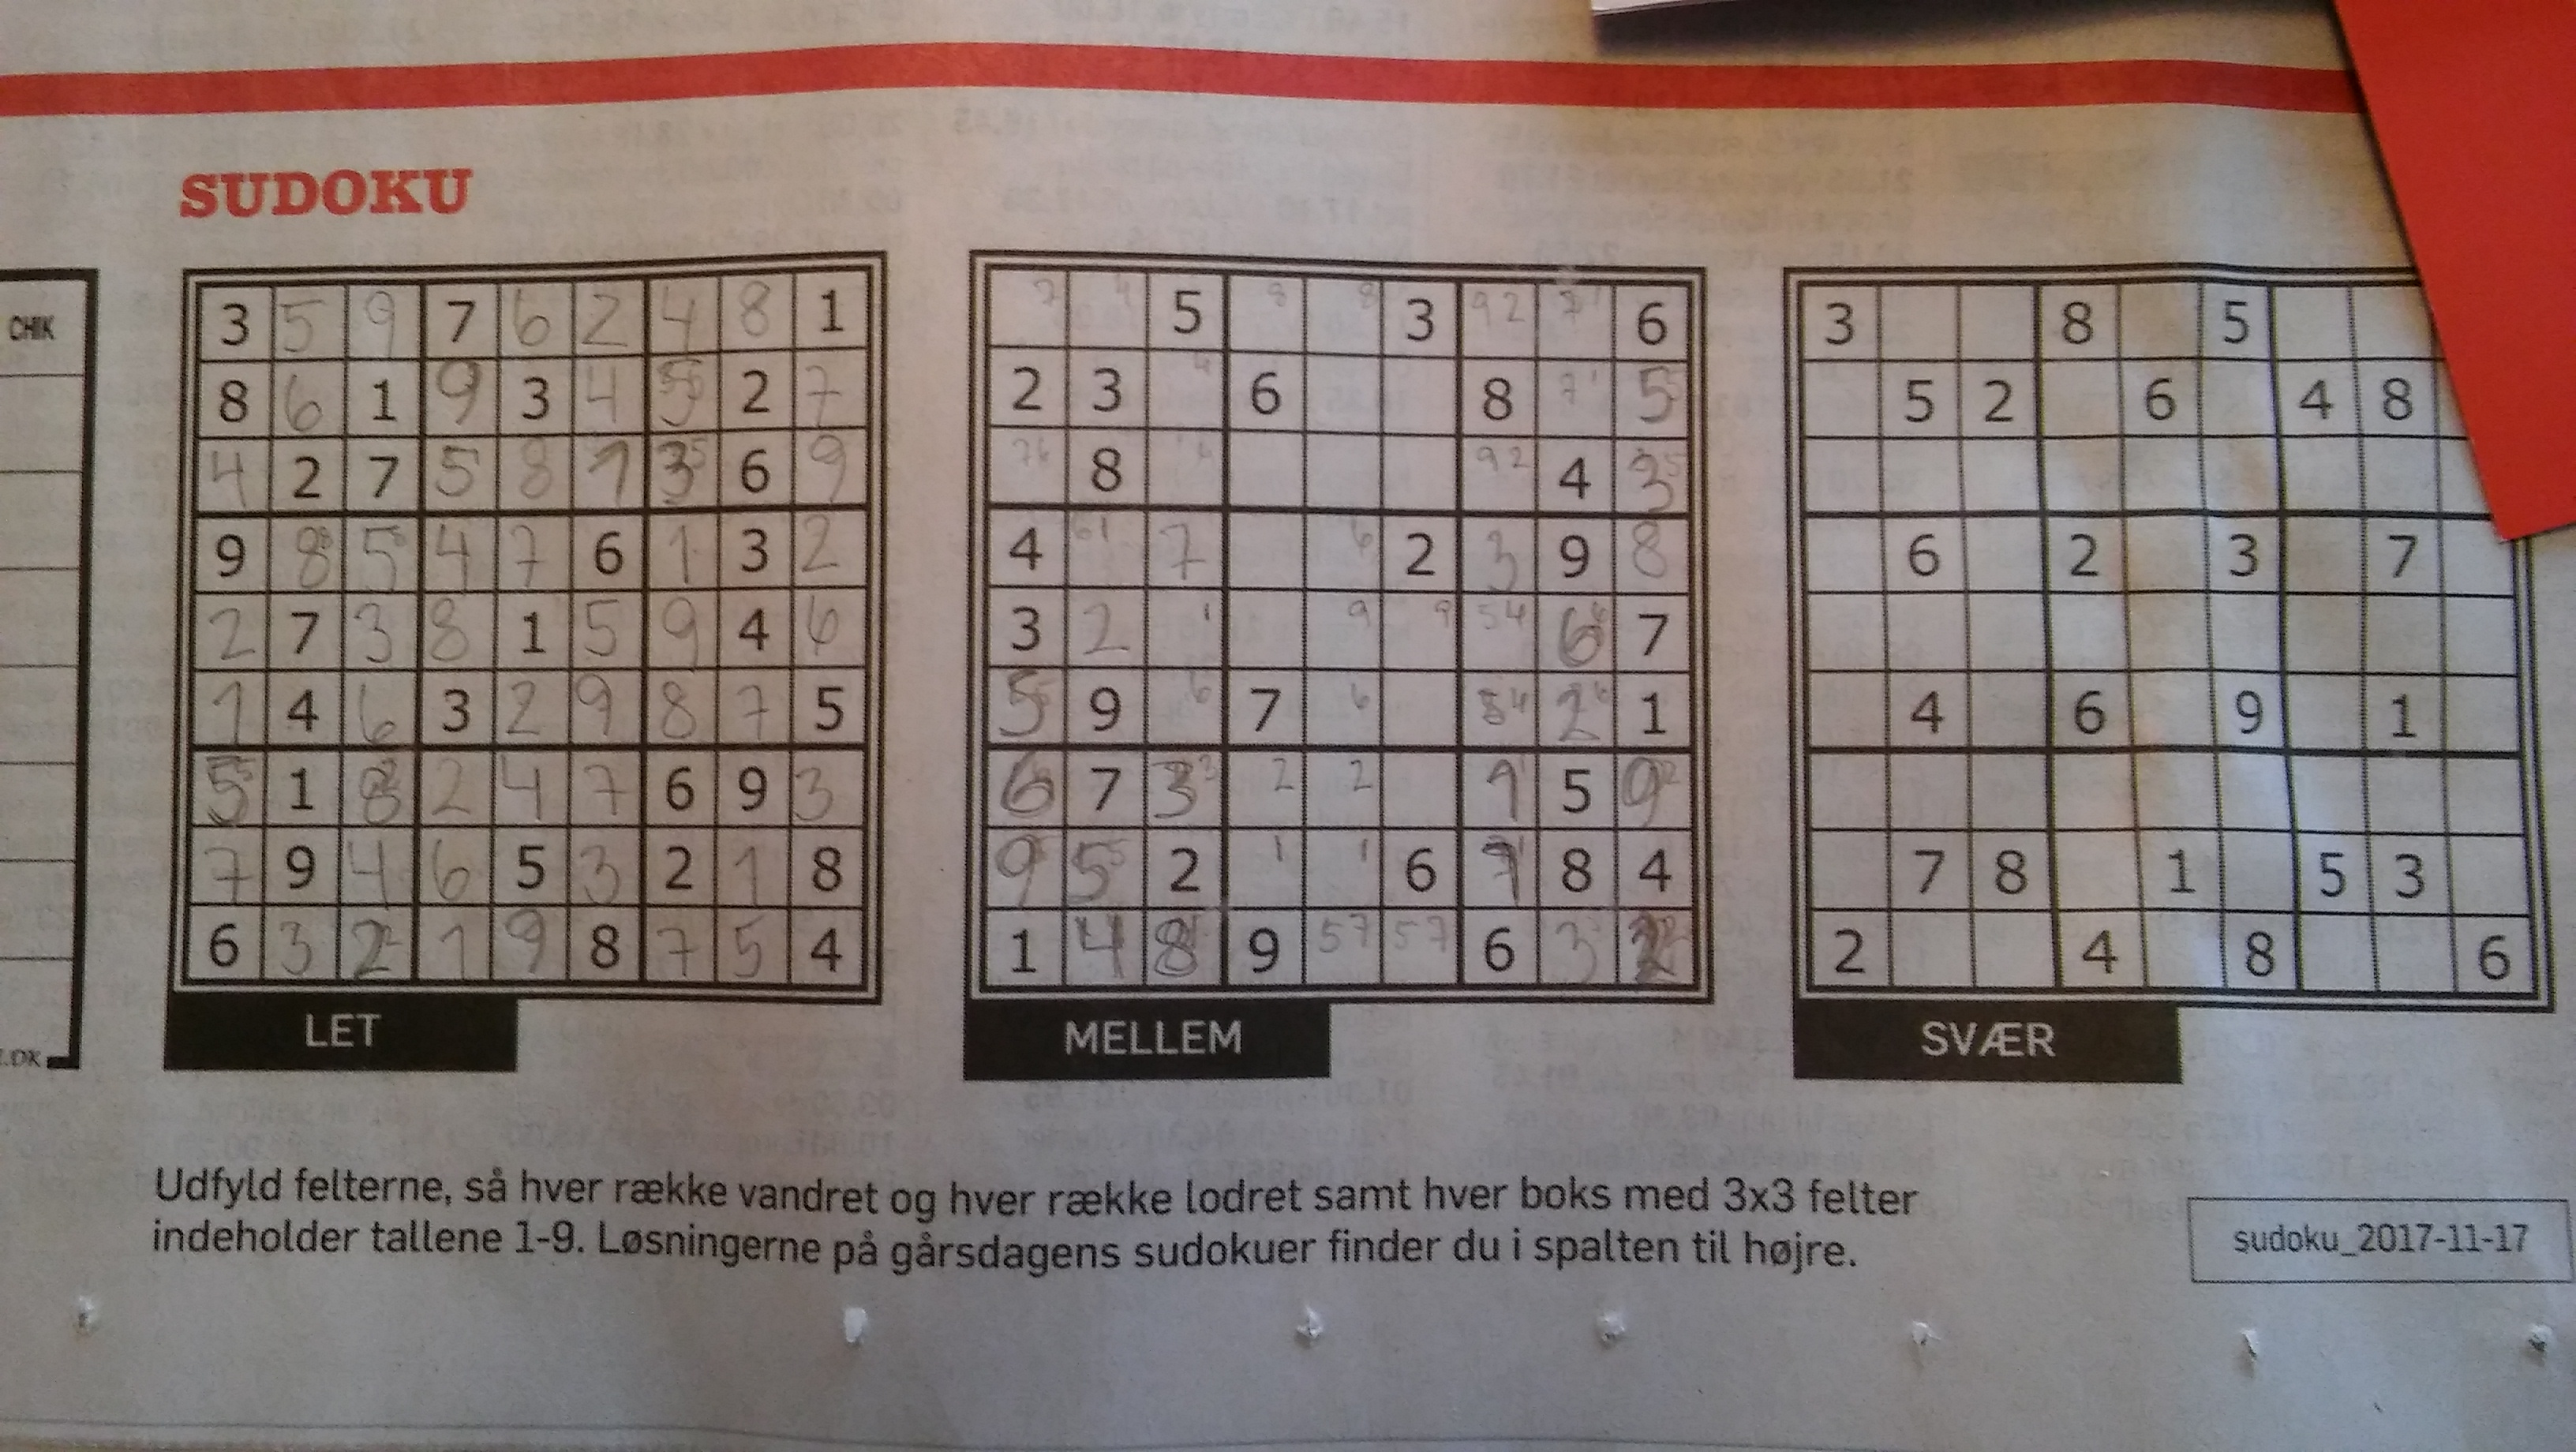 SUDOKU
CHIK
3 5 9 7 6 2 4 8 1
8 6 1 9 3 4 5 2 7
4 2 7 5 8 1 3 6 9
9 8 5 4 7 6 1 3 2
2 7 3 8 1 5 9 4 6
1 4 6 3 2 9 8 7 5
5 1 8 2 4 7 6 9 3
7 9 4 6 5 3 2 1 8
6 3 2 1 9 8 7 5 4
LET
5 3 6
2 3 6 8 5
8 4 3
4 7 2 3 9 8
3 2 6 7
5 9 7 2 1
6 7 3 1 5 9
9 5 2 6 8 4
1 4 8 9 6 3 2
MELLEM
3 8 5
5 2 6 4 8
6 2 3 7
4 6 9 1
7 8 1 5 3
2 4 8 6
SVÆR
.DK
Udfyld felterne, så hver række vandret og hver række lodret samt hver boks med 3x3 felter
indeholder tallene 1-9. Løsningerne på gårsdagens sudokuer finder du i spalten til højre.
sudoku_2017-11-17